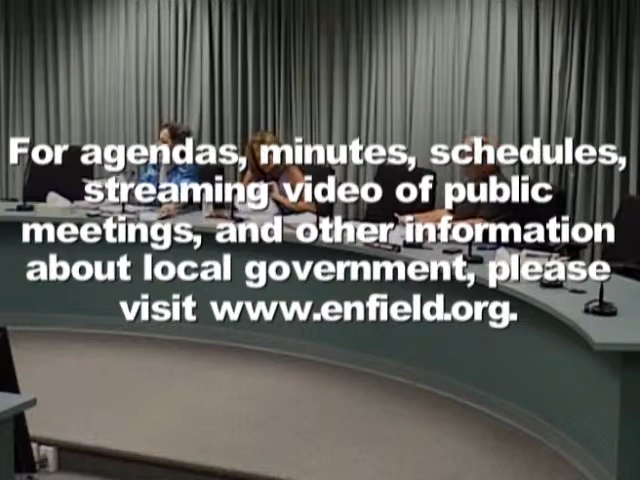 For agendas, minutes, schedules,
streaming video of public
meetings, and other information
about local government, please
visit www.enfield.org.